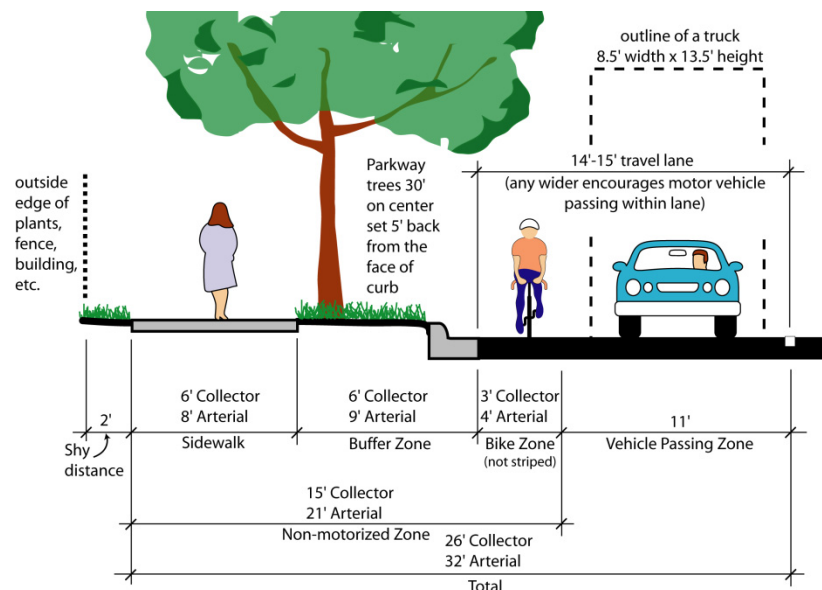 outline of a truck
8.5' width x 13.5' height
14'-15' travel lane
(any wider encourages motor vehicle
passing within lane)
Parkway
trees 30'
on center
set 5' back
from the
face of
curb
outside
edge of
plants,
fence,
building,
etc.
2'
Shy
distance
6' Collector
8' Arterial
Sidewalk
6' Collector
9' Arterial
Buffer Zone
3' Collector
4' Arterial
Bike Zone
(not striped)
11'
Vehicle Passing Zone
15' Collector
21' Arterial
Non-motorized Zone
26' Collector
32' Arterial
Total